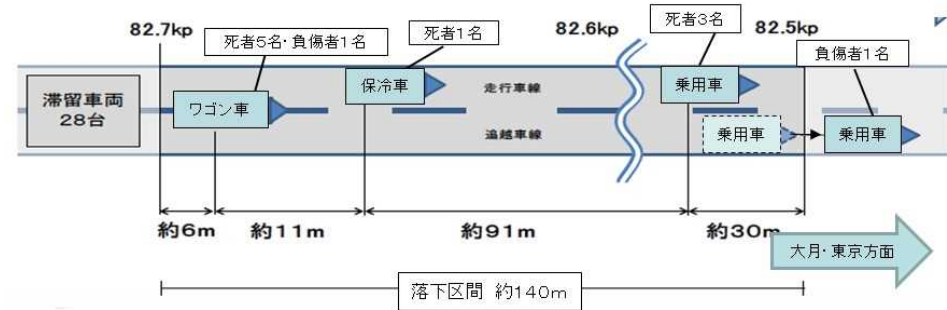 82.7kp
死者5名・負傷者1名
死者1名
82.6kp
死者3名
82.5kp
負傷者1名
滞留車両
28台
ワゴン車
保冷車
走行車線
追越車線
乗用車
乗用車
乗用車
約6m
約11m
約91m
約30m
大月・東京方面
落下区間 約140m